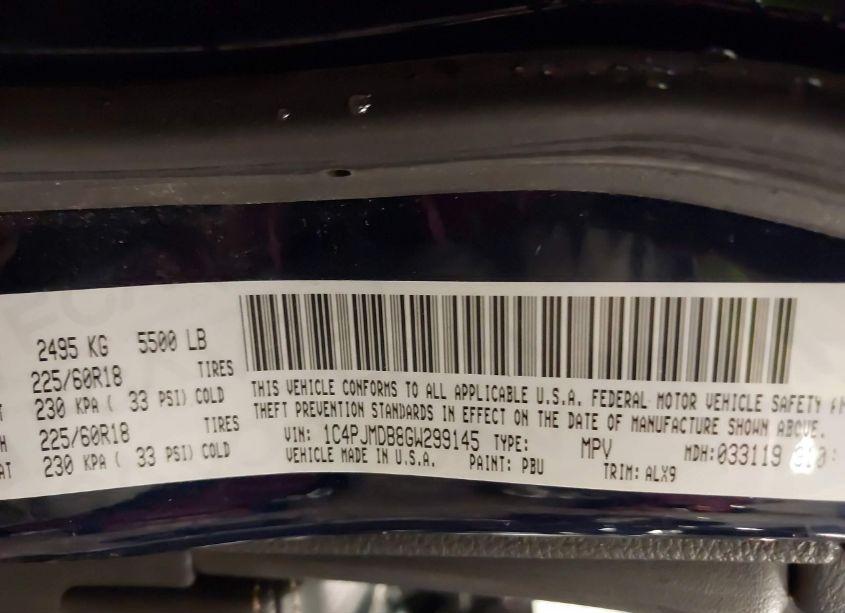 2495 KG 5500 LB
225/60R18 TIRES
230 KPA ( 33 PSI) COLD
225/60R18 TIRES
230 KPA ( 33 PSI) COLD
THIS VEHICLE CONFORMS TO ALL APPLICABLE U.S.A. FEDERAL MOTOR VEHICLE SAFETY
THEFT PREVENTION STANDARDS IN EFFECT ON THE DATE OF MANUFACTURE SHOWN ABOVE.
VIN: 1C4PJMDB8GW299145 TYPE: MPV MDH: 033119
VEHICLE MADE IN U.S.A. PAINT: PBU TRIM: ALX9